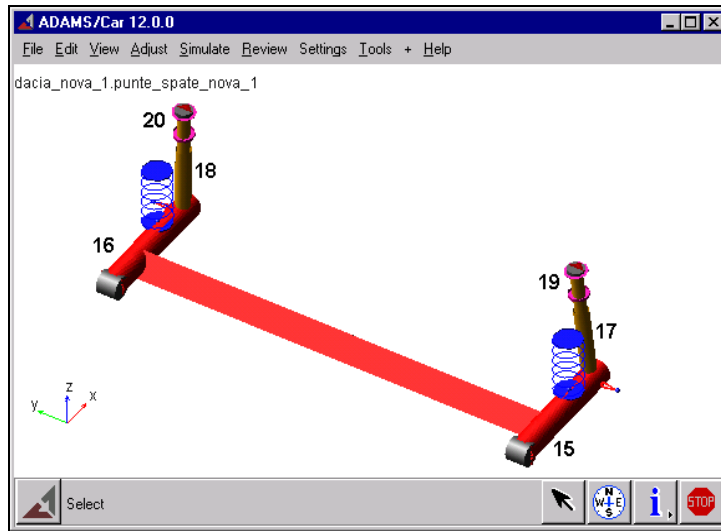 ADAMS/Car 12.0.0
File Edit View Adjust Simulate Review Settings Tools + Help
dacia_nova_1.punte_spate_nova_1
20
18
16
19
17
15
z
y x
Select
N
W E
S
i
STOP